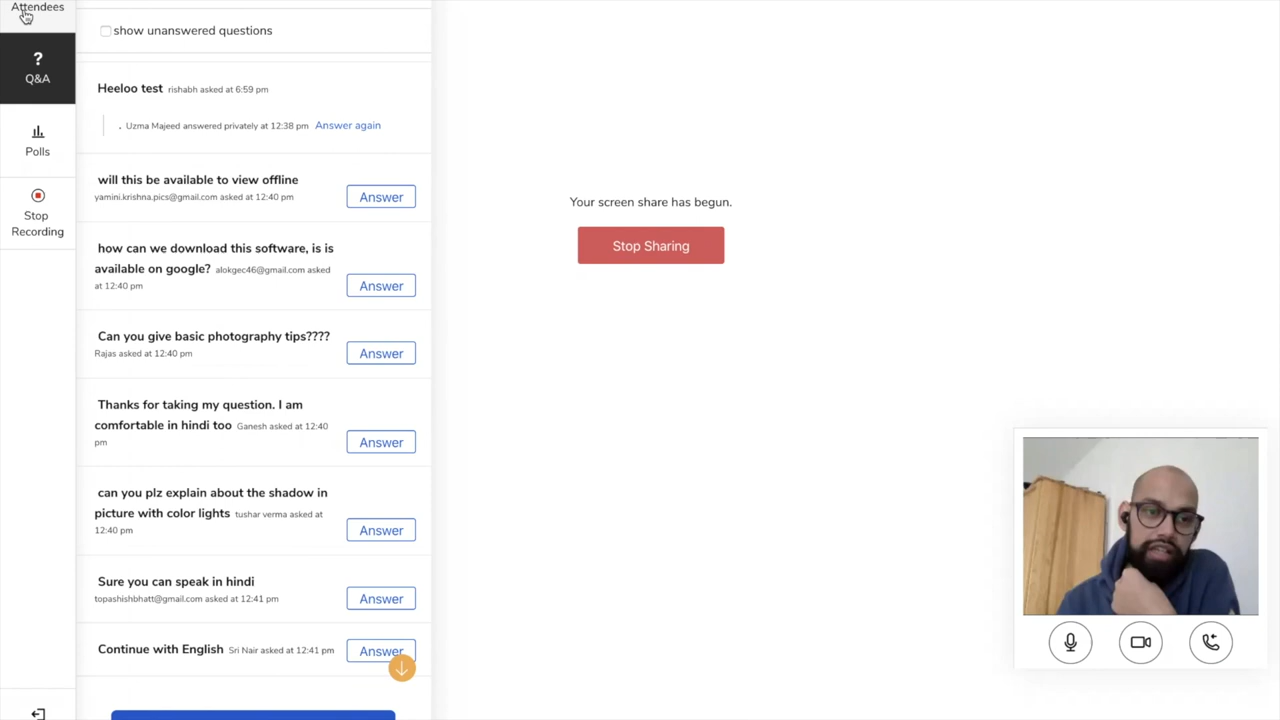 Attendees
show unanswered questions
?
Q&A
Heeloo test rishabh asked at 6:59 pm
. Uzma Majeed answered privately at 12:38 pm Answer again
Polls
will this be available to view offline
yamini.krishna.pics@gmail.com asked at 12:40 pm
Answer
Stop
Recording
how can we download this software, is is
available on google? alokgec46@gmail.com asked
at 12:40 pm
Answer
Can you give basic photography tips????
Rajas asked at 12:40 pm
Answer
Thanks for taking my question. I am
comfortable in hindi too Ganesh asked at 12:40
pm
Answer
can you plz explain about the shadow in
picture with color lights tushar verma asked at
12:40 pm
Answer
Sure you can speak in hindi
topashishbhatt@gmail.com asked at 12:41 pm
Answer
Continue with English Sri Nair asked at 12:41 pm
Answer
Your screen share has begun.
Stop Sharing